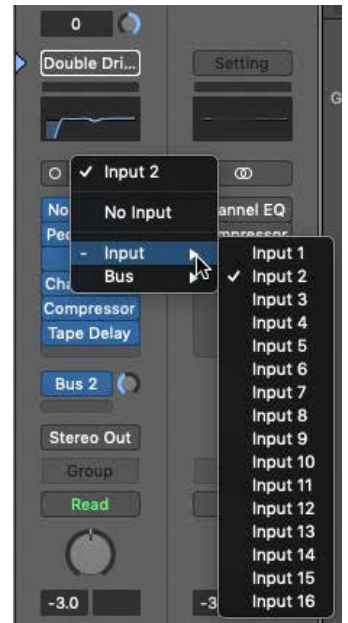 0
Double Dri...
Setting
G
✓ Input 2
No
No Input
annel EQ
Ped
mpressor
- Input
Bus
Cha
Compressor
Tape Delay
Input 1
✓ Input 2
Input 3
Input 4
Input 5
Input 6
Input 7
Input 8
Input 9
Input 10
Input 11
Input 12
Input 13
Input 14
Input 15
Input 16
Bus 2
Stereo Out
Group
Read
-3.0
-3